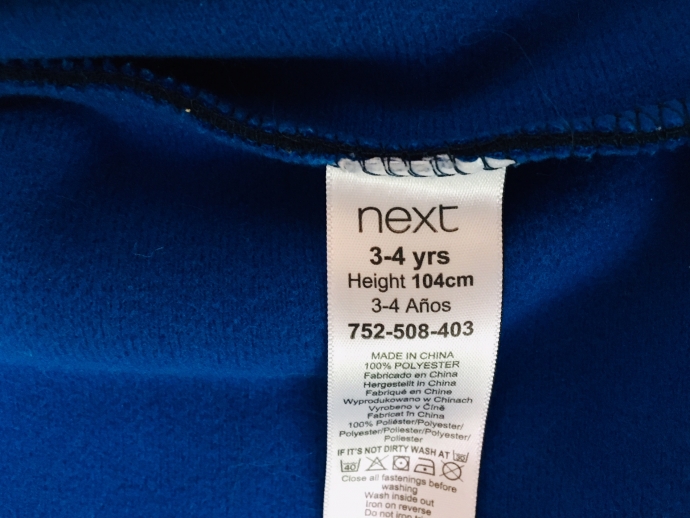 next
3-4 yrs
Height 104cm
3-4 Años
752-508-403
MADE IN CHINA
100% POLYESTER
Fabricado en China
Hergestellt in China
Fabriqué en Chine
Wyprodukowano w Chinach
Vyrobeno v Číně
Fabricat în China
100% Poliéster/Polyester/
Polyester/Poliester/Polyester/
Poliester
IF IT'S NOT DIRTY WASH AT 30
40
Close all fastenings before
washing
Wash inside out
Iron on reverse
Do not iron